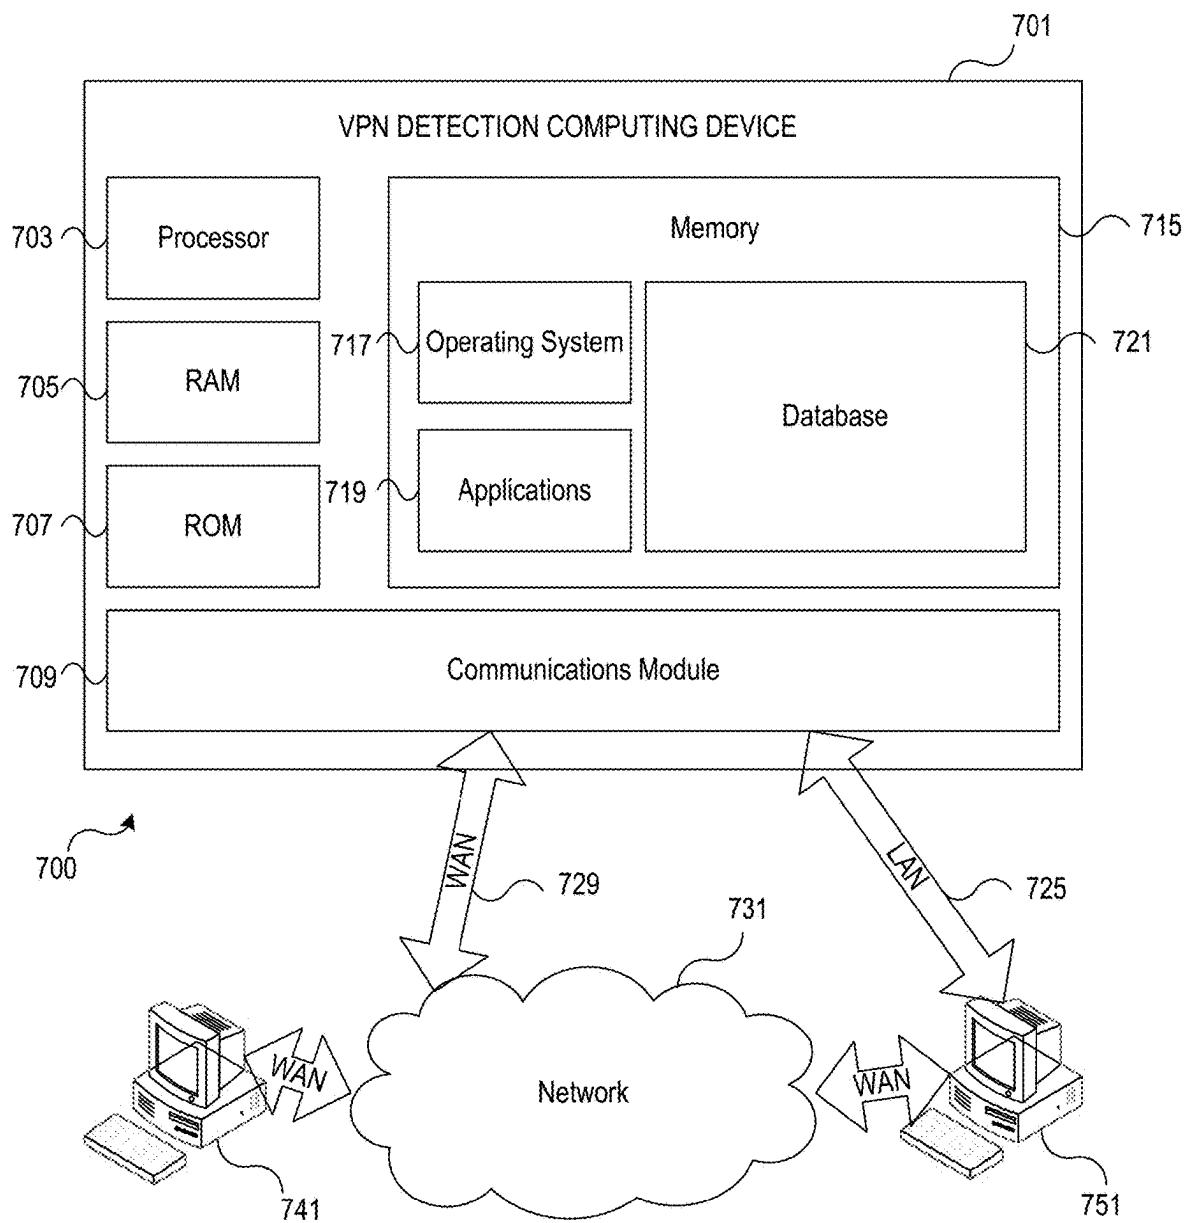 701
VPN DETECTION COMPUTING DEVICE
703
Processor
Memory
715
717
Operating System
721
705
RAM
Database
719
Applications
707
ROM
709
Communications Module
700
WAN
729
LAN
725
731
WAN
Network
WAN
741
751